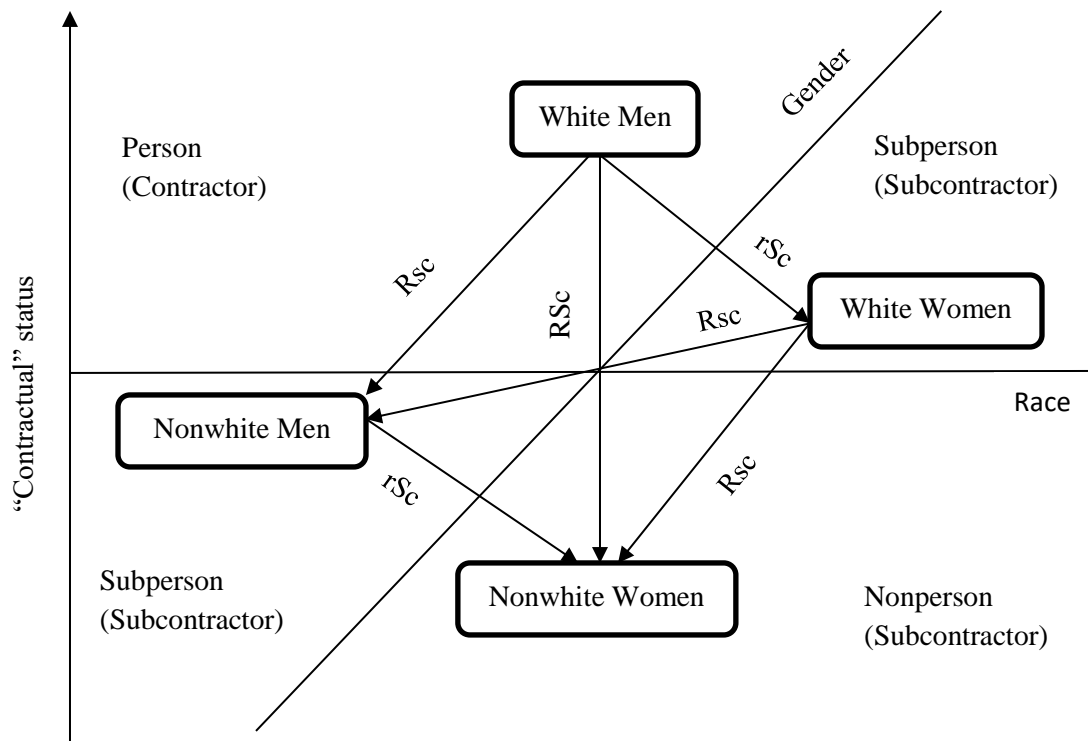 Gender
White Men
Person
(Contractor)
Subperson
(Subcontractor)
rSc
Rsc
White Women
Rsc
RSc
“Contractual” status
Race
Nonwhite Men
Rsc
rSc
Subperson
(Subcontractor)
Nonwhite Women
Nonperson
(Subcontractor)